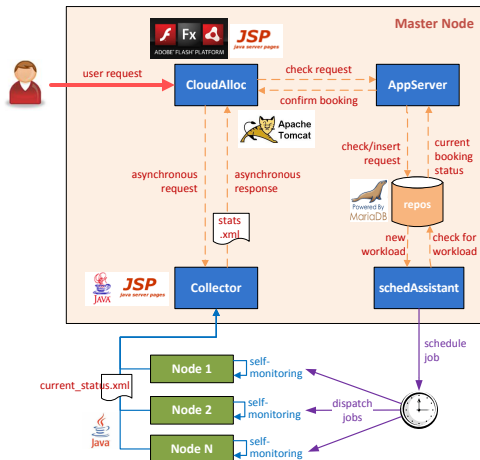 Master Node
Fx
ADOBE® FLASH® PLATFORM
JSP
java server pages
user request
CloudAlloc
check request
confirm booking
AppServer
Apache
Tomcat
check/insert
request
current
booking
status
asynchronous
request
asynchronous
response
stats
.xml
Powered By
MariaDB
repos
new
workload
check for
workload
Java
JSP
java server pages
Collector
schedAssistant
schedule
job
current_status.xml
Node 1
self-
monitoring
Node 2
self-
monitoring
dispatch
jobs
Java
Node N
self-
monitoring